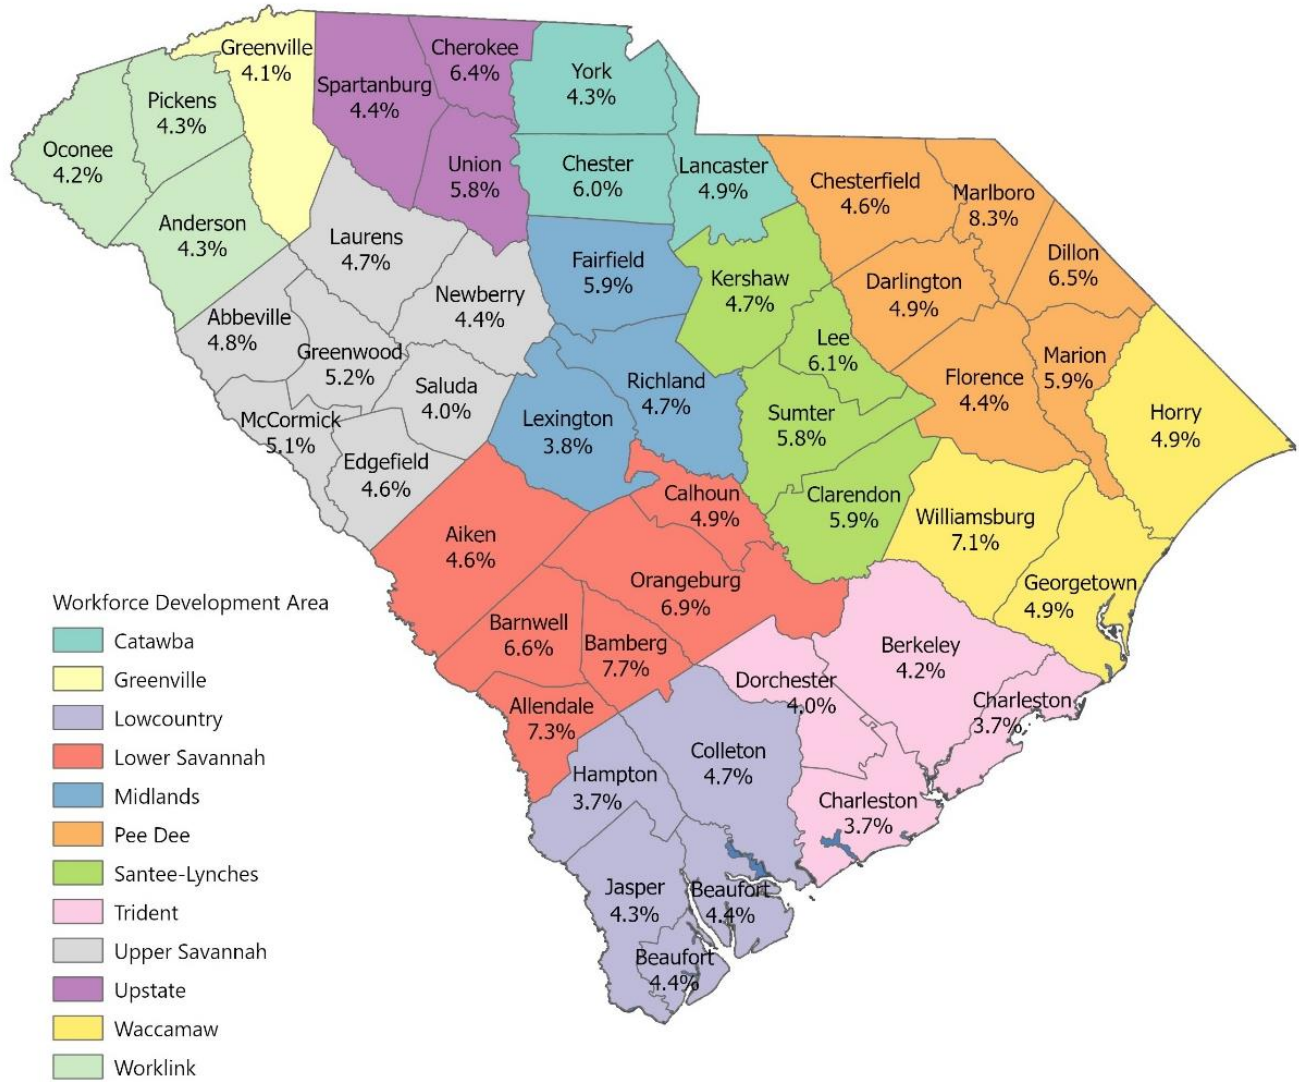 Greenville
4.1%
Cherokee
6.4%
Spartanburg
4.4%
York
4.3%
Pickens
4.3%
Oconee
4.2%
Union
5.8%
Chester
6.0%
Lancaster
4.9%
Chesterfield
4.6%
Marlboro
8.3%
Anderson
4.3%
Laurens
4.7%
Fairfield
5.9%
Kershaw
4.7%
Darlington
4.9%
Dillon
6.5%
Newberry
4.4%
Abbeville
4.8%
Greenwood
5.2%
Saluda
4.0%
Richland
4.7%
Lee
6.1%
Florence
4.4%
Marion
5.9%
McCormick
5.1%
Lexington
3.8%
Sumter
5.8%
Horry
4.9%
Edgefield
4.6%
Calhoun
4.9%
Clarendon
5.9%
Williamsburg
7.1%
Aiken
4.6%
Orangeburg
6.9%
Georgetown
4.9%
Barnwell
6.6%
Bamberg
7.7%
Berkeley
4.2%
Dorchester
4.0%
Charleston
3.7%
Allendale
7.3%
Hampton
3.7%
Colleton
4.7%
Charleston
3.7%
Jasper
4.3%
Beaufort
4.4%
Beaufort
4.4%
Workforce Development Area
Catawba
Greenville
Lowcountry
Lower Savannah
Midlands
Pee Dee
Santee-Lynches
Trident
Upper Savannah
Upstate
Waccamaw
Worklink